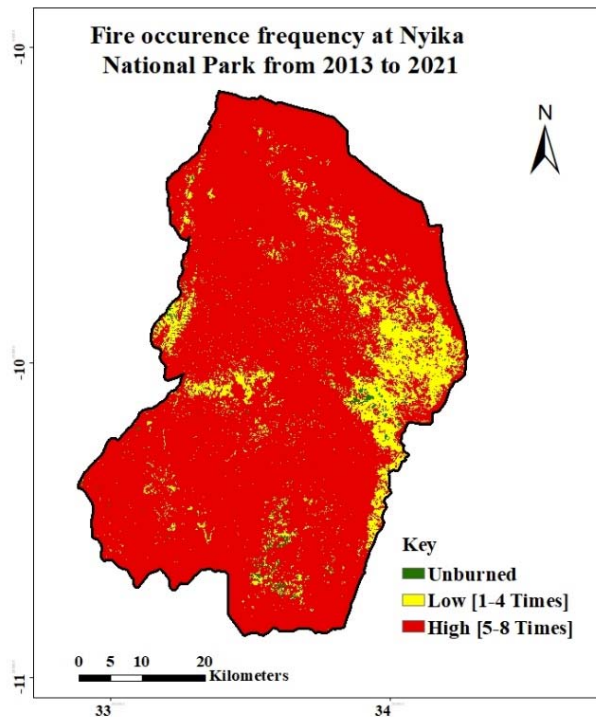 Fire occurence frequency at Nyika
National Park from 2013 to 2021
-10
N
-10
Key
Unburned
Low [1-4 Times]
High [5-8 Times]
0 5 10 20
Kilometers
-11
33 34